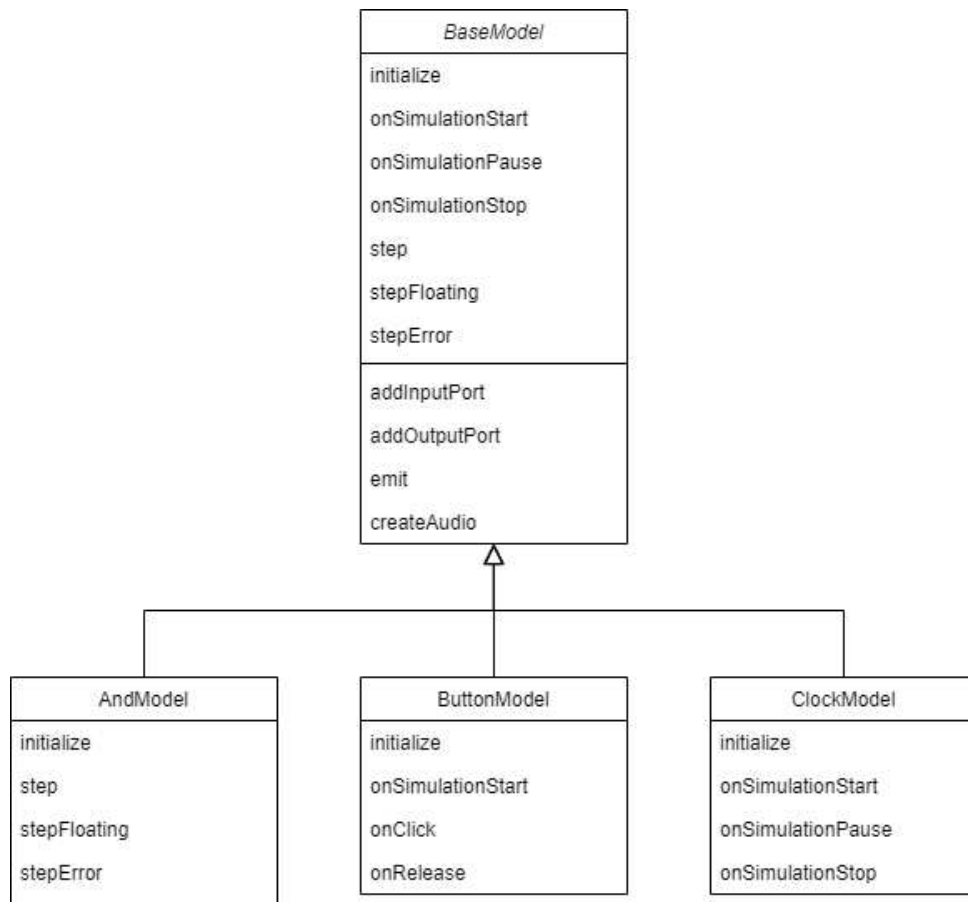 BaseModel
initialize
onSimulationStart
onSimulationPause
onSimulationStop
step
stepFloating
stepError
addInputPort
addOutputPort
emit
createAudio
AndModel
initialize
step
stepFloating
stepError
ButtonModel
initialize
onSimulationStart
onClick
onRelease
ClockModel
initialize
onSimulationStart
onSimulationPause
onSimulationStop